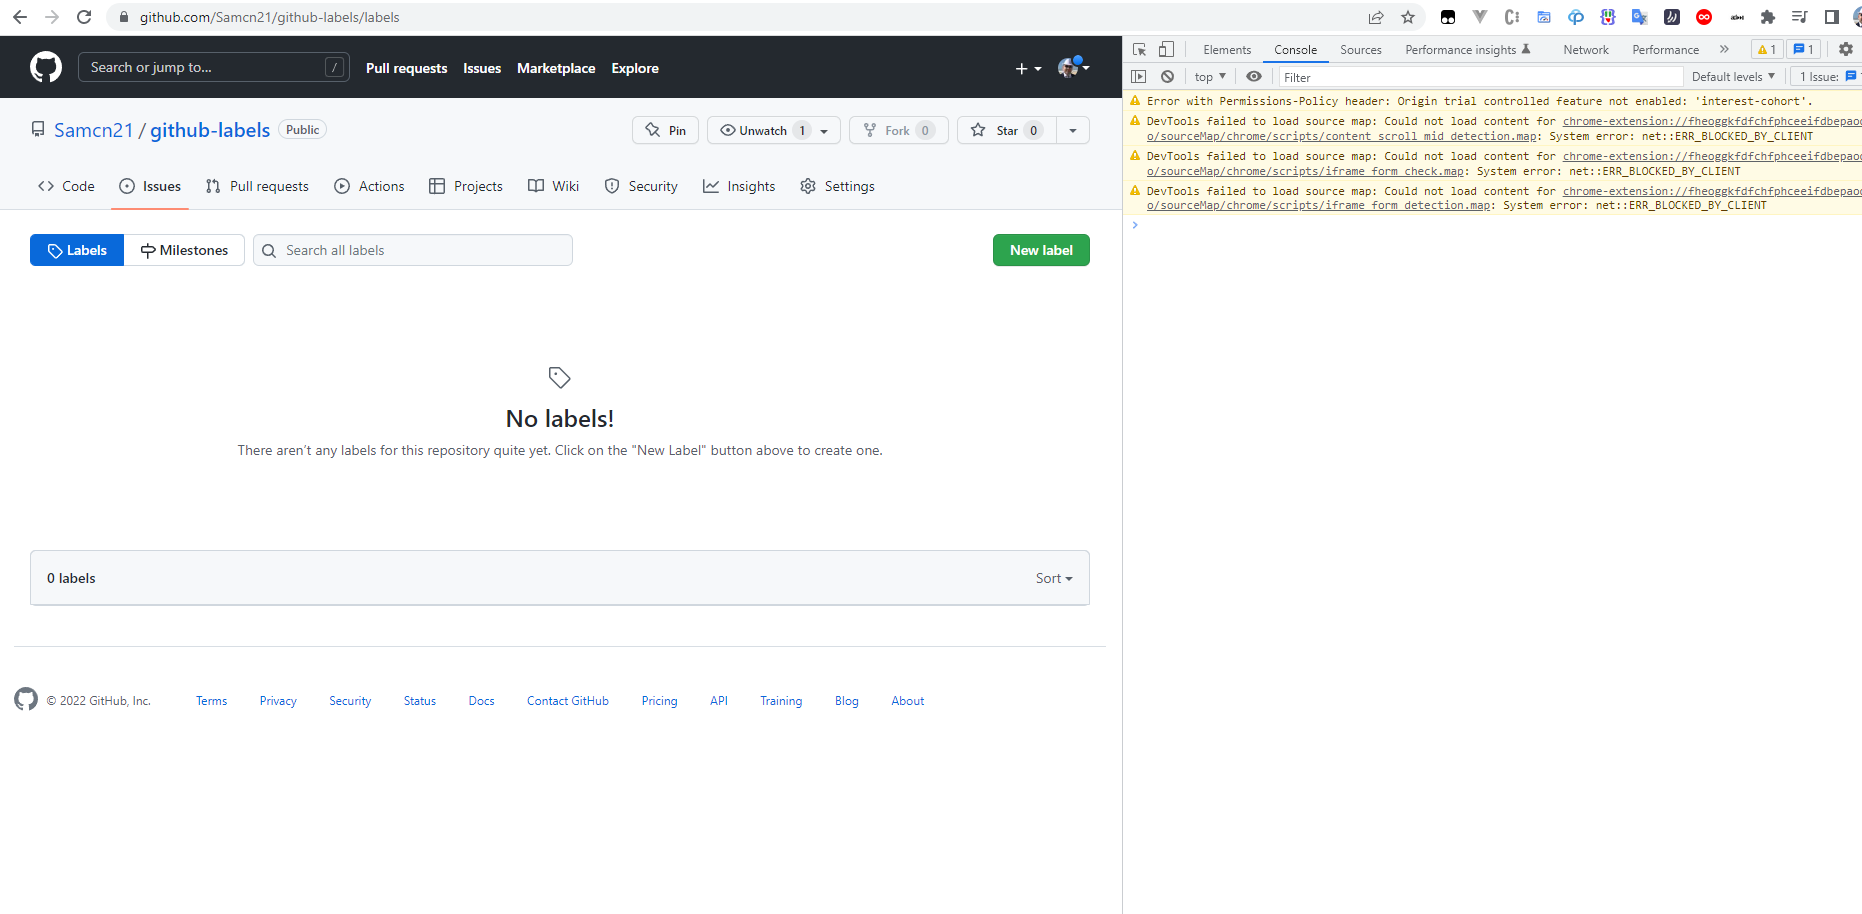 github.com/Samcn21/github-labels/labels
Search or jump to... /
Pull requests Issues Marketplace Explore
Samcn21 / github-labels Public
Pin Unwatch 1 Fork 0 Star 0
Code Issues Pull requests Actions Projects Wiki Security Insights Settings
Labels Milestones Search all labels New label
No labels!
There aren’t any labels for this repository quite yet. Click on the "New Label" button above to create one.
0 labels Sort
© 2022 GitHub, Inc. Terms Privacy Security Status Docs Contact GitHub Pricing API Training Blog About
Elements Console Sources Performance insights Network Performance » 1 1
top Filter Default levels 1 Issue:
Error with Permissions-Policy header: Origin trial controlled feature not enabled: 'interest-cohort'.
DevTools failed to load source map: Could not load content for chrome-extension://fheoggkfdfchfphceeifdbepaoo
o/sourceMap/chrome/scripts/content_scroll_mid_detection.map: System error: net::ERR_BLOCKED_BY_CLIENT
DevTools failed to load source map: Could not load content for chrome-extension://fheoggkfdfchfphceeifdbepaoo
o/sourceMap/chrome/scripts/iframe_form_check.map: System error: net::ERR_BLOCKED_BY_CLIENT
DevTools failed to load source map: Could not load content for chrome-extension://fheoggkfdfchfphceeifdbepaoo
o/sourceMap/chrome/scripts/iframe_form_detection.map: System error: net::ERR_BLOCKED_BY_CLIENT